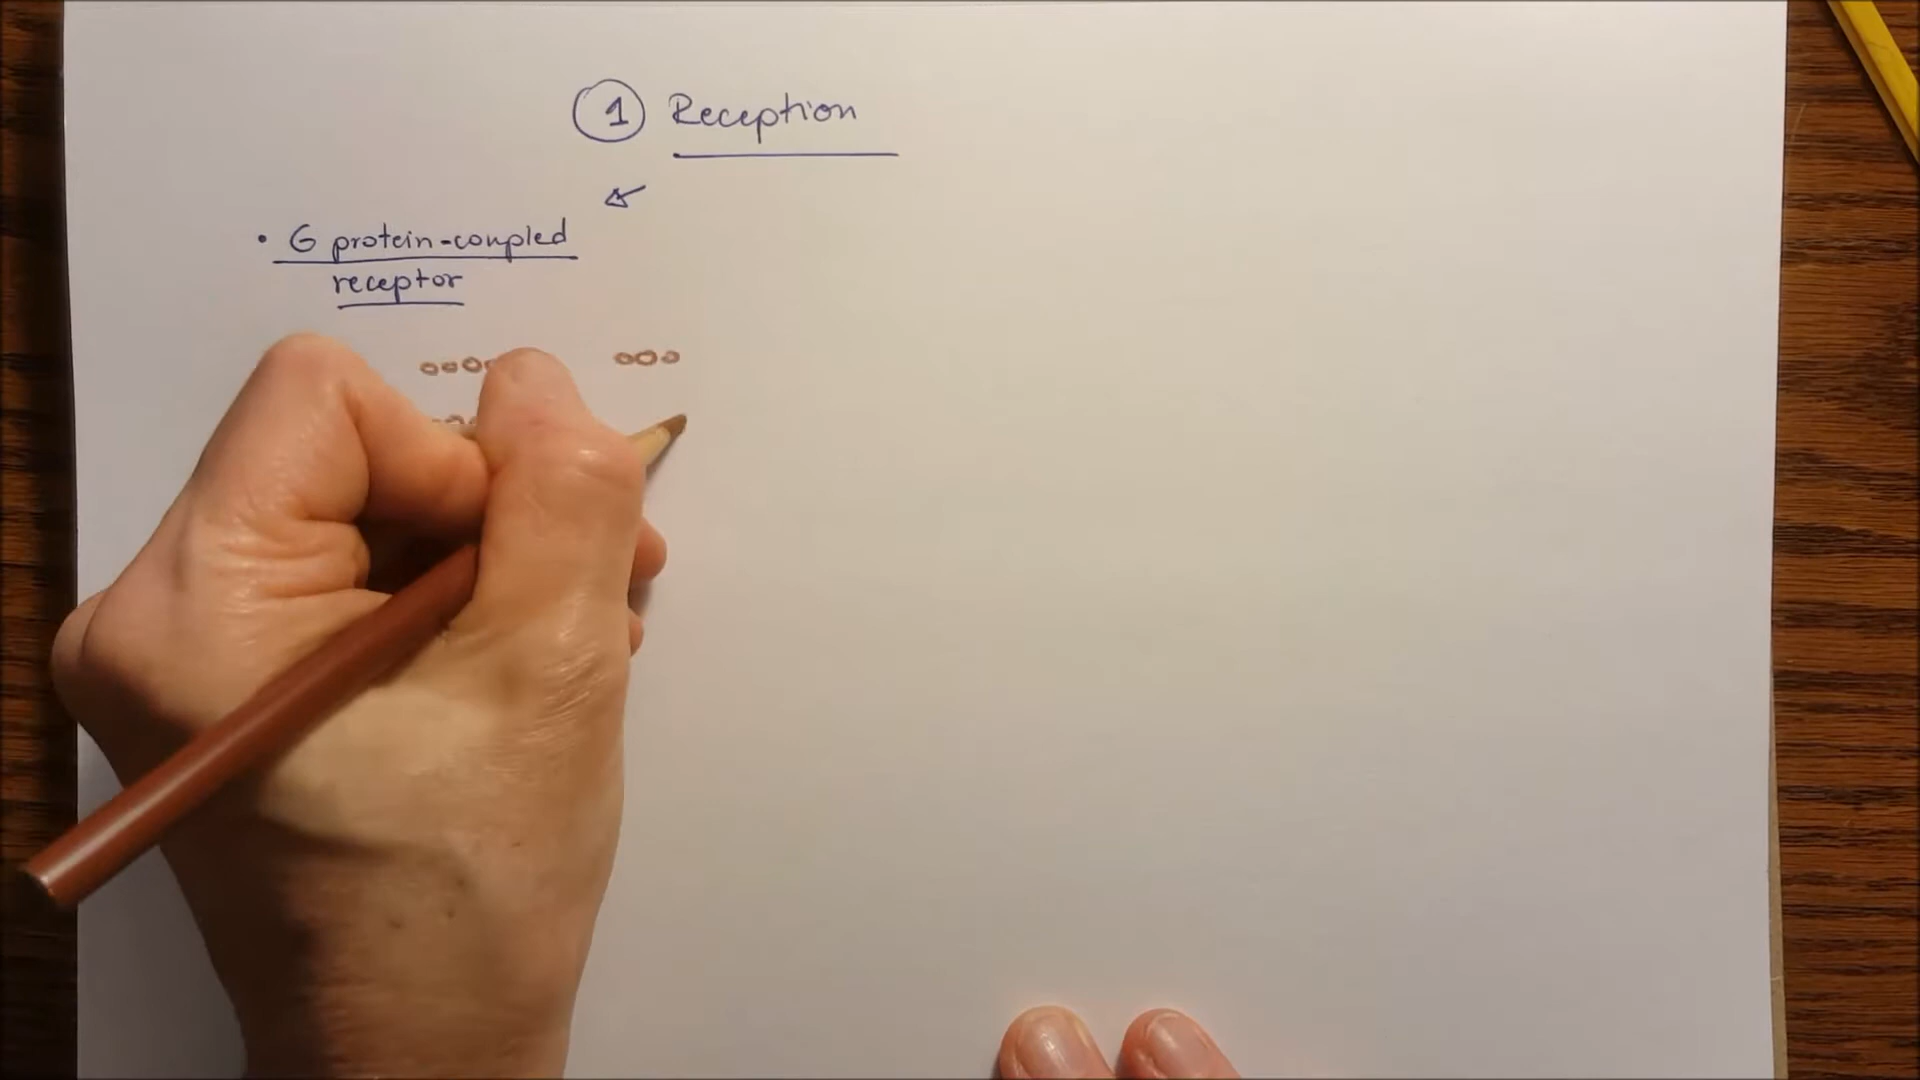 1 Reception
• G protein-coupled
receptor